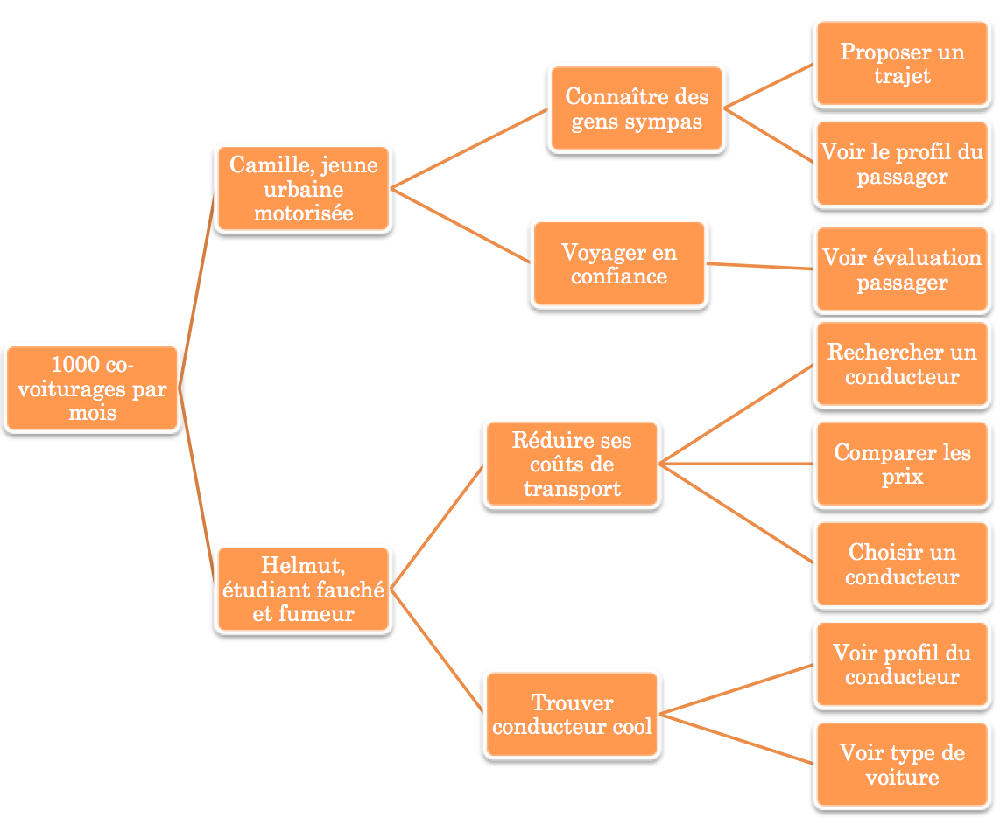 1000 co-
voiturages par
mois
Camille, jeune
urbaine
motorisée
Connaître des
gens sympas
Proposer un
trajet
Voir le profil du
passager
Voyager en
confiance
Voir évaluation
passager
Helmut,
étudiant fauché
et fumeur
Réduire ses
coûts de
transport
Rechercher un
conducteur
Comparer les
prix
Choisir un
conducteur
Trouver
conducteur cool
Voir profil du
conducteur
Voir type de
voiture